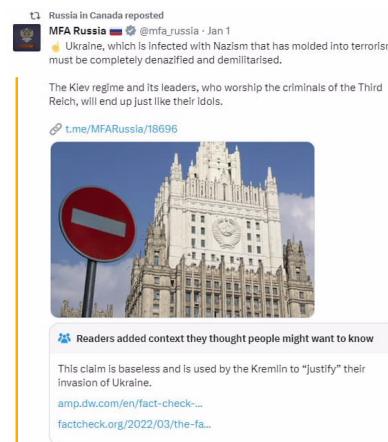 Russia in Canada reposted
MFA Russia 🇷🇺 @mfa_russia · Jan 1
☝️ Ukraine, which is infected with Nazism that has molded into terroris
must be completely denazified and demilitarised.
The Kiev regime and its leaders, who worship the criminals of the Third
Reich, will end up just like their idols.
🔗 t.me/MFARussia/18696
Readers added context they thought people might want to know
This claim is baseless and is used by the Kremlin to “justify” their
invasion of Ukraine.
amp.dw.com/en/fact-check-...
factcheck.org/2022/03/the-fa...